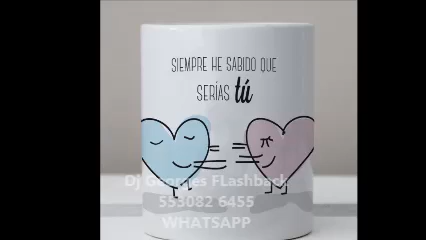 SIEMPRE HE SABIDO QUE
SERÍAS tú
Dj Georges FLashback
553082 6455
WHATSAPP